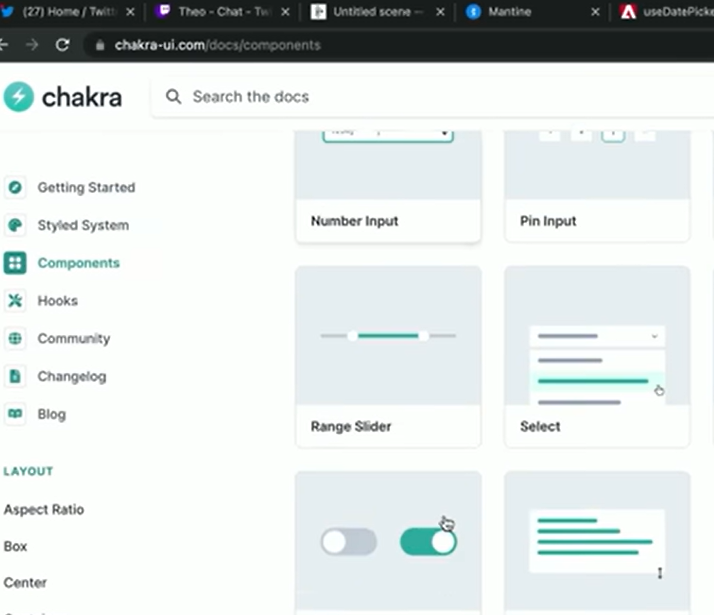 (27) Home / Twitt
Theo - Chat - Tw
Untitled scene —
Mantine
useDatePicke
chakra-ui.com/docs/components
chakra
Search the docs
Getting Started
Styled System
Components
Hooks
Community
Changelog
Blog
LAYOUT
Aspect Ratio
Box
Center
Number Input
Pin Input
Range Slider
Select